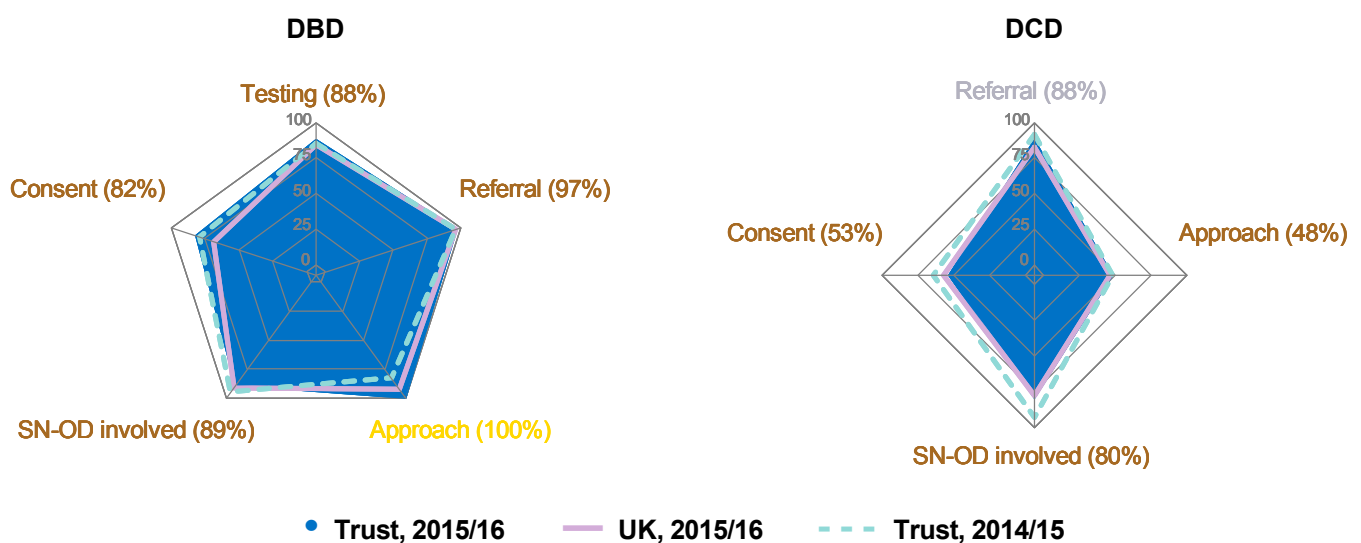 DBD
Testing (88%)
100
75
50
25
0
Consent (82%)
Referral (97%)
SN-OD involved (89%)
Approach (100%)
DCD
Referral (88%)
100
75
50
25
0
Consent (53%)
Approach (48%)
SN-OD involved (80%)
Trust, 2015/16
UK, 2015/16
Trust, 2014/15